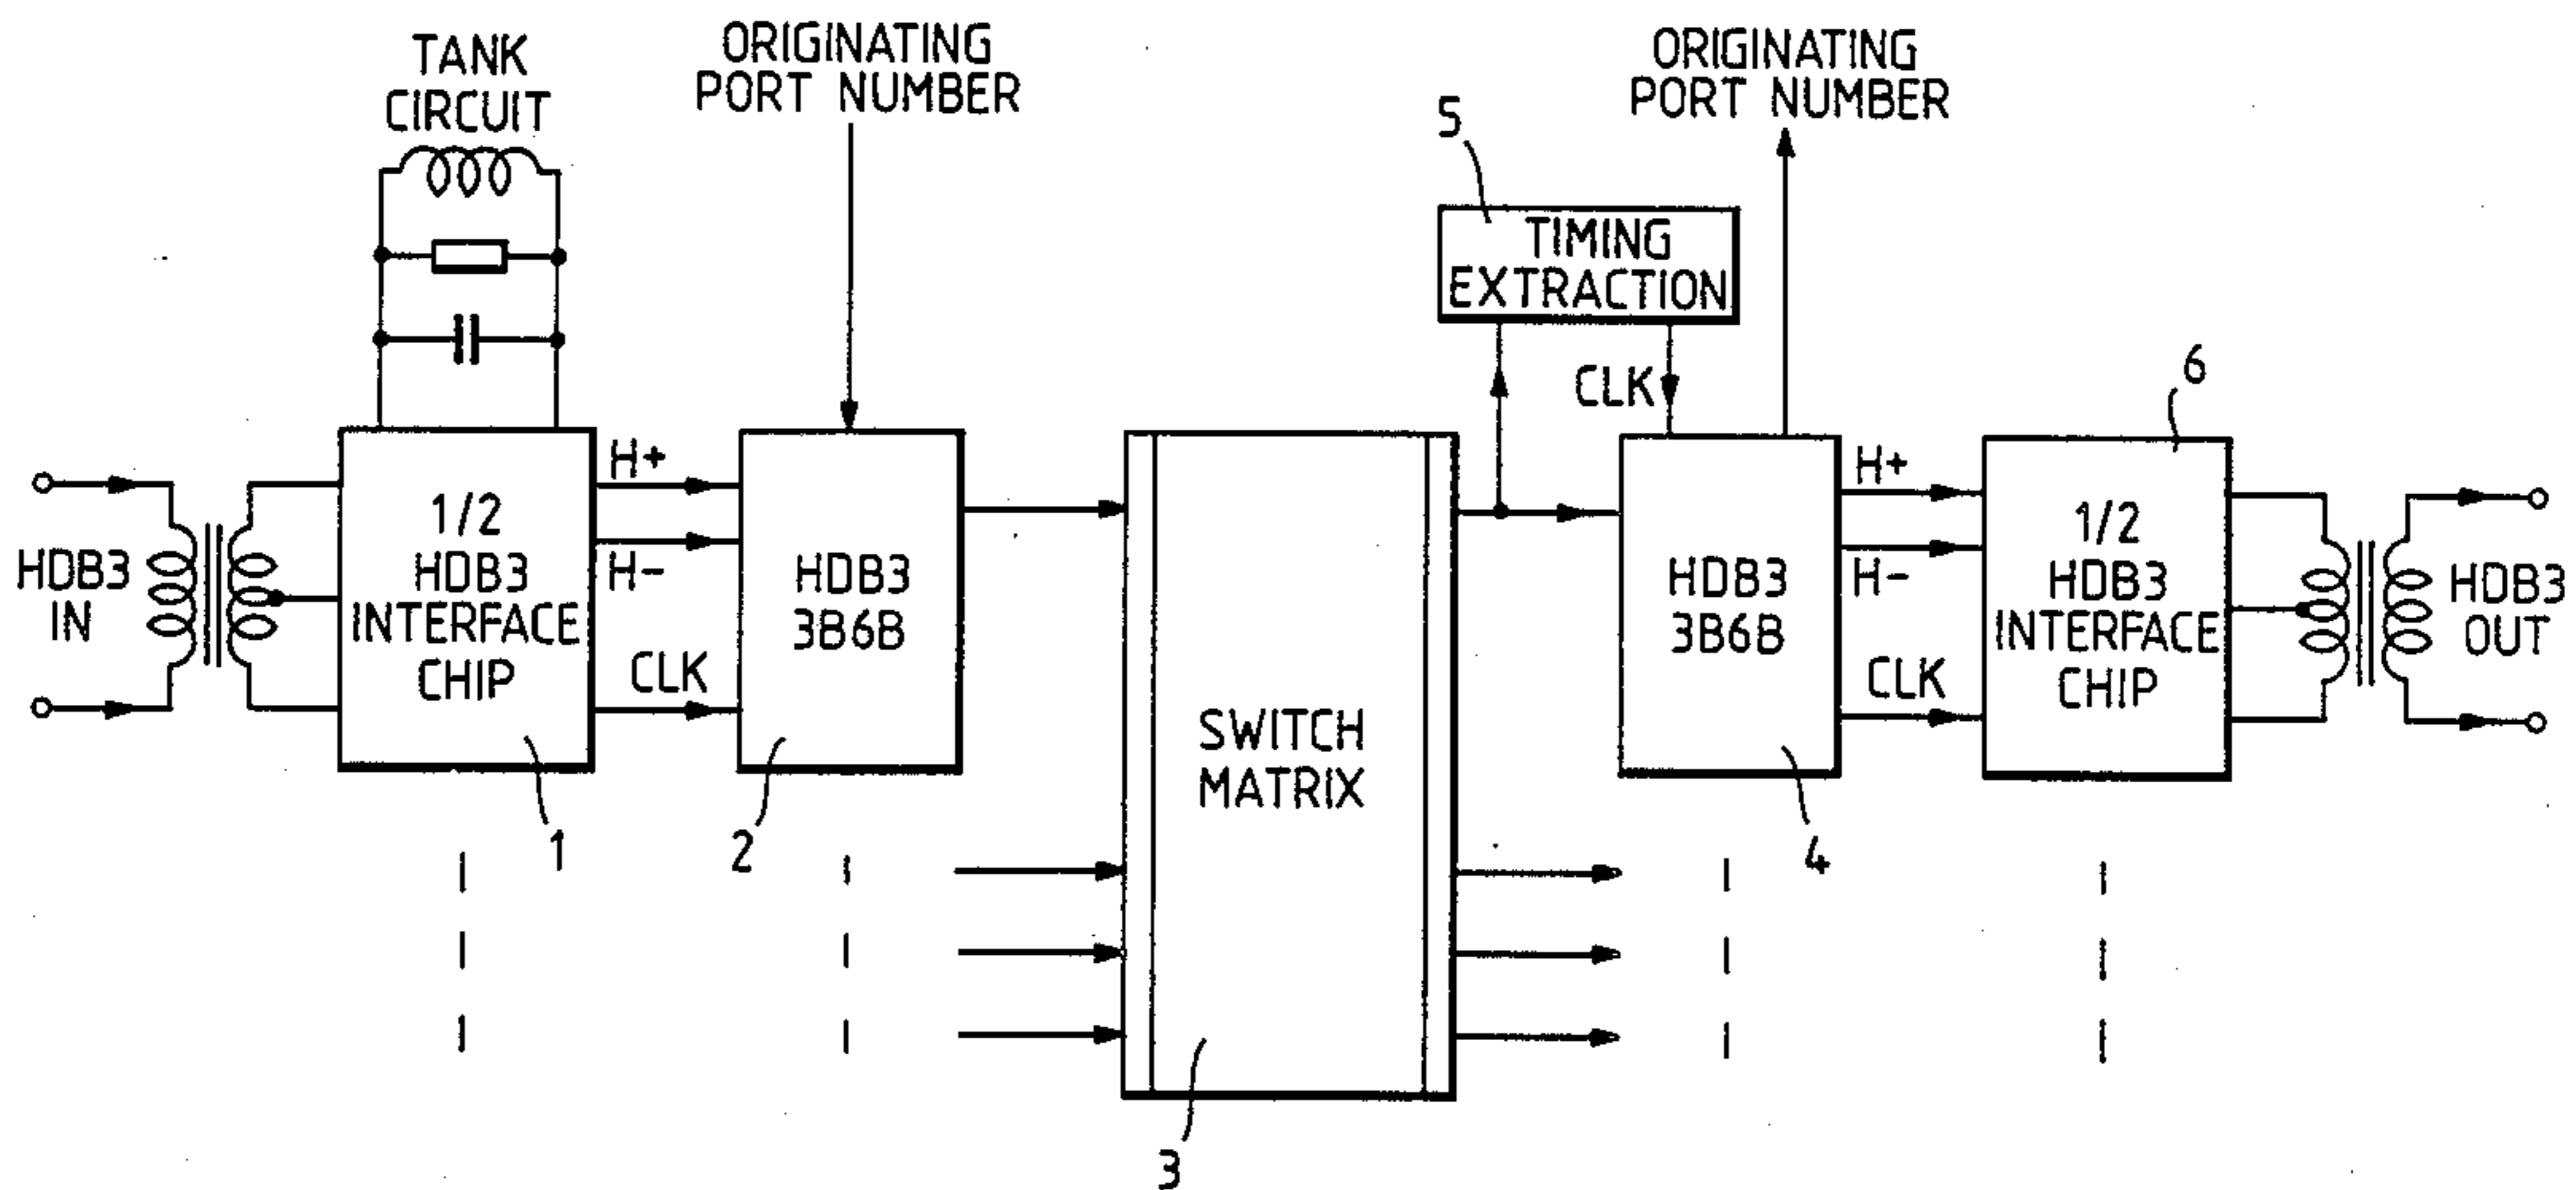 TANK
CIRCUIT
ORIGINATING
PORT NUMBER
ORIGINATING
PORT NUMBER
5
TIMING
EXTRACTION
CLK
6
HDB3
IN
1/2
HDB3
INTERFACE
CHIP
H+
H-
CLK
HDB3
3B6B
SWITCH
MATRIX
HDB3
3B6B
H+
H-
CLK
1/2
HDB3
INTERFACE
CHIP
HDB3
OUT
1
2
4
3